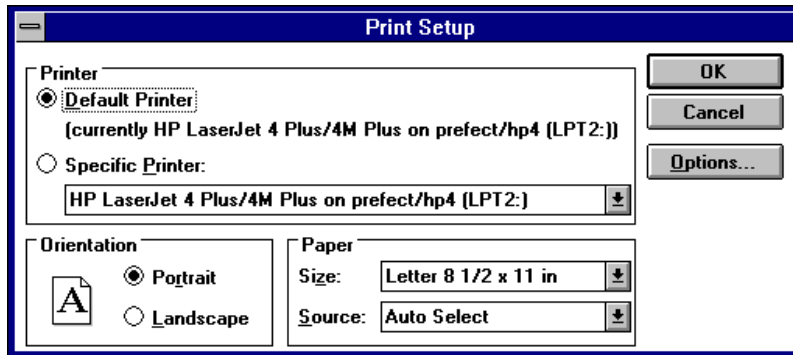 Print Setup
Printer
Default Printer
(currently HP LaserJet 4 Plus/4M Plus on prefect/hp4 (LPT2:))
Specific Printer:
HP LaserJet 4 Plus/4M Plus on prefect/hp4 (LPT2:)
OK
Cancel
Options...
Orientation
A
Portrait
Landscape
Paper
Size: Letter 8 1/2 x 11 in
Source: Auto Select